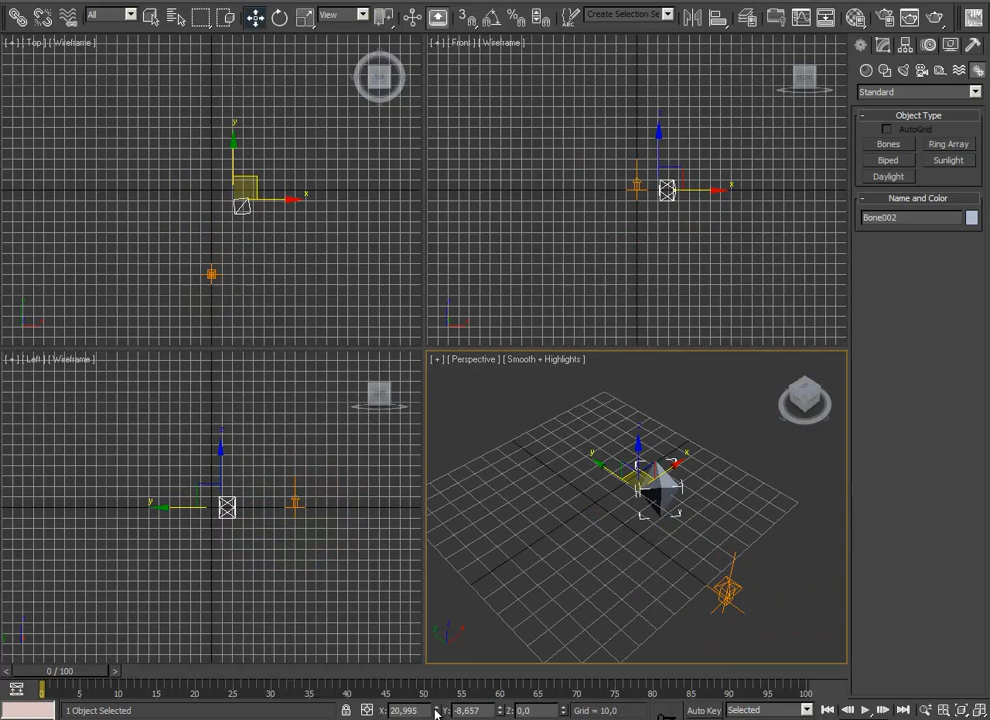 All
View
Create Selection Se
[ + ] [ Top ] [ Wireframe ]
[ + ] [ Front ] [ Wireframe ]
y
x
x
Standard
- Object Type
AutoGrid
Bones Ring Array
Biped Sunlight
Daylight
- Name and Color
Bone002
[ + ] [ Left ] [ Wireframe ]
[ + ] [ Perspective ] [ Smooth + Highlights ]
y
y
x
< 0 / 100 >
0 5 10 15 20 25 30 35 40 45 50 55 60 65 70 75 80 85 90 95 100
1 Object Selected X: 20,995 Y: -8,657 Z: 0,0 Grid = 10,0 Auto Key Selected